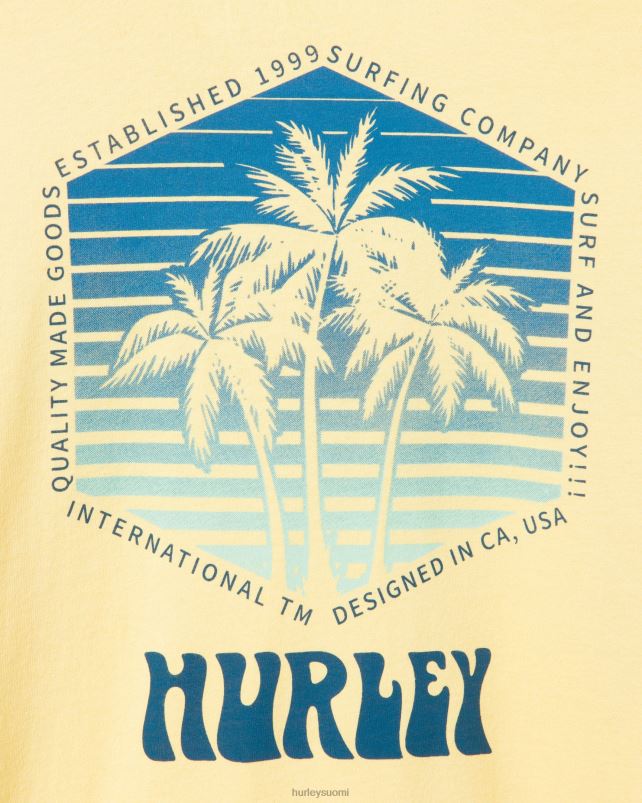 ESTABLISHED 1999
SURFING COMPANY
SURF AND ENJOY!!!
DESIGNED IN CA, USA
INTERNATIONAL TM
QUALITY MADE GOODS
HURLEY
hurleysuomi